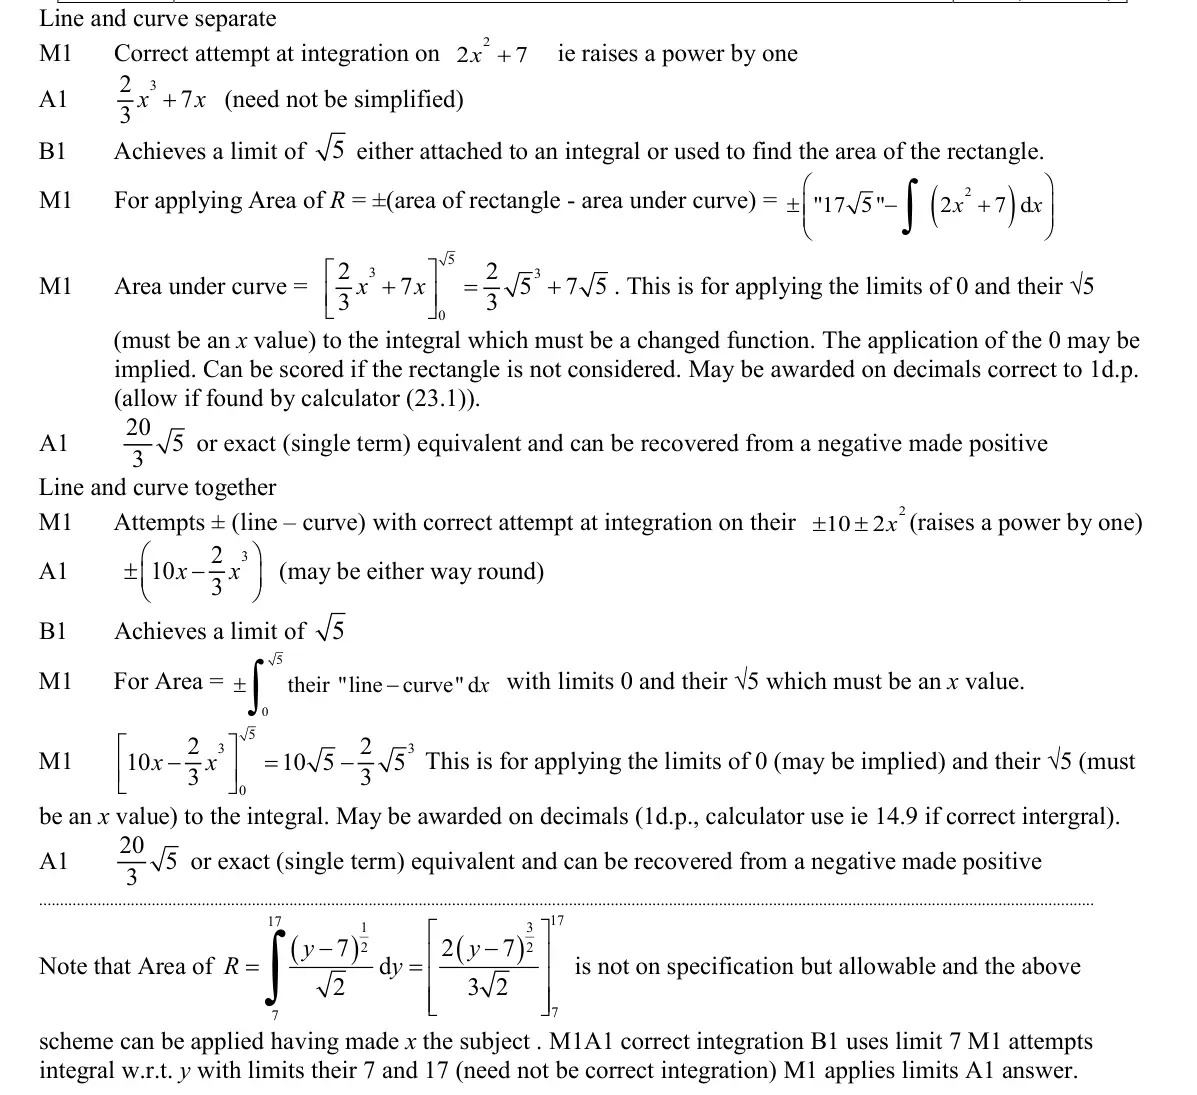 Line and curve separate
M1 Correct attempt at integration on 2x² + 7 ie raises a power by one
A1 2/3 x³ + 7x (need not be simplified)
B1 Achieves a limit of √5 either attached to an integral or used to find the area of the rectangle.
M1 For applying Area of R = ±(area of rectangle - area under curve) = ±("17√5"– ∫ (2x² + 7) dx)
M1 Area under curve = [2/3 x³ + 7x]₀^√5 = 2/3 √5³ + 7√5 . This is for applying the limits of 0 and their √5
(must be an x value) to the integral which must be a changed function. The application of the 0 may be
implied. Can be scored if the rectangle is not considered. May be awarded on decimals correct to 1d.p.
(allow if found by calculator (23.1)).
A1 20/3 √5 or exact (single term) equivalent and can be recovered from a negative made positive
Line and curve together
M1 Attempts ± (line – curve) with correct attempt at integration on their ±10 ± 2x² (raises a power by one)
A1 ±(10x – 2/3 x³) (may be either way round)
B1 Achieves a limit of √5
M1 For Area = ± ∫₀^√5 their "line – curve" dx with limits 0 and their √5 which must be an x value.
M1 [10x – 2/3 x³]₀^√5 = 10√5 – 2/3 √5³ This is for applying the limits of 0 (may be implied) and their √5 (must
be an x value) to the integral. May be awarded on decimals (1d.p., calculator use ie 14.9 if correct intergral).
A1 20/3 √5 or exact (single term) equivalent and can be recovered from a negative made positive
Note that Area of R = ∫₇^17 (y – 7)^(1/2) / √2 dy = [2(y – 7)^(3/2) / 3√2]₇^17 is not on specification but allowable and the above
scheme can be applied having made x the subject . M1A1 correct integration B1 uses limit 7 M1 attempts
integral w.r.t. y with limits their 7 and 17 (need not be correct integration) M1 applies limits A1 answer.